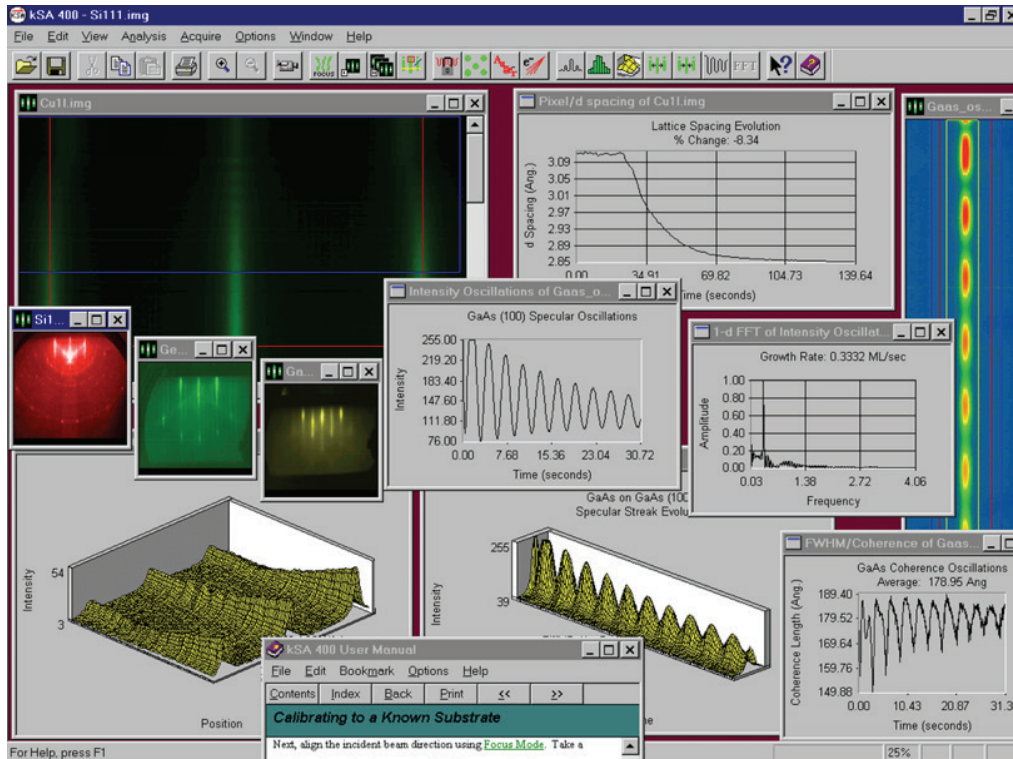 kSA 400 - Si111.img
File Edit View Analysis Acquire Options Window Help
FOCUS
FFT
Cu1l.img
Pixel/d spacing of Cu1l.img
Gaas_os...
Lattice Spacing Evolution
% Change: -8.34
d Spacing (Ang.)
3.09
3.05
3.01
2.97
2.93
2.89
2.85
0.00 34.91 69.82 104.73 139.64
Time (seconds)
Intensity Oscillations of Gaas_o...
GaAs (100) Specular Oscillations
Intensity
255.00
219.20
183.40
147.60
111.80
76.00
0.00 7.68 15.36 23.04 30.72
Time (seconds)
Si1...
Ge...
Ga...
1-d FFT of Intensity Oscillat...
Growth Rate: 0.3332 ML/sec
Amplitude
1.00
0.80
0.60
0.40
0.20
0.00
0.03 1.38 2.72 4.06
Frequency
Intensity
54
3
Position
GaAs on GaAs (100
Specular Streak Evolu
Intensity
255
39
FWHM/Coherence of Gaas...
GaAs Coherence Oscillations
Average: 178.95 Ang
Coherence Length (Ang.)
189.40
179.52
169.64
159.76
149.88
0.00 10.43 20.87 31.3
Time (seconds)
kSA 400 User Manual
File Edit Bookmark Options Help
Contents Index Back Print << >>
Calibrating to a Known Substrate
Next, align the incident beam direction using Focus Mode. Take a
For Help, press F1
25%